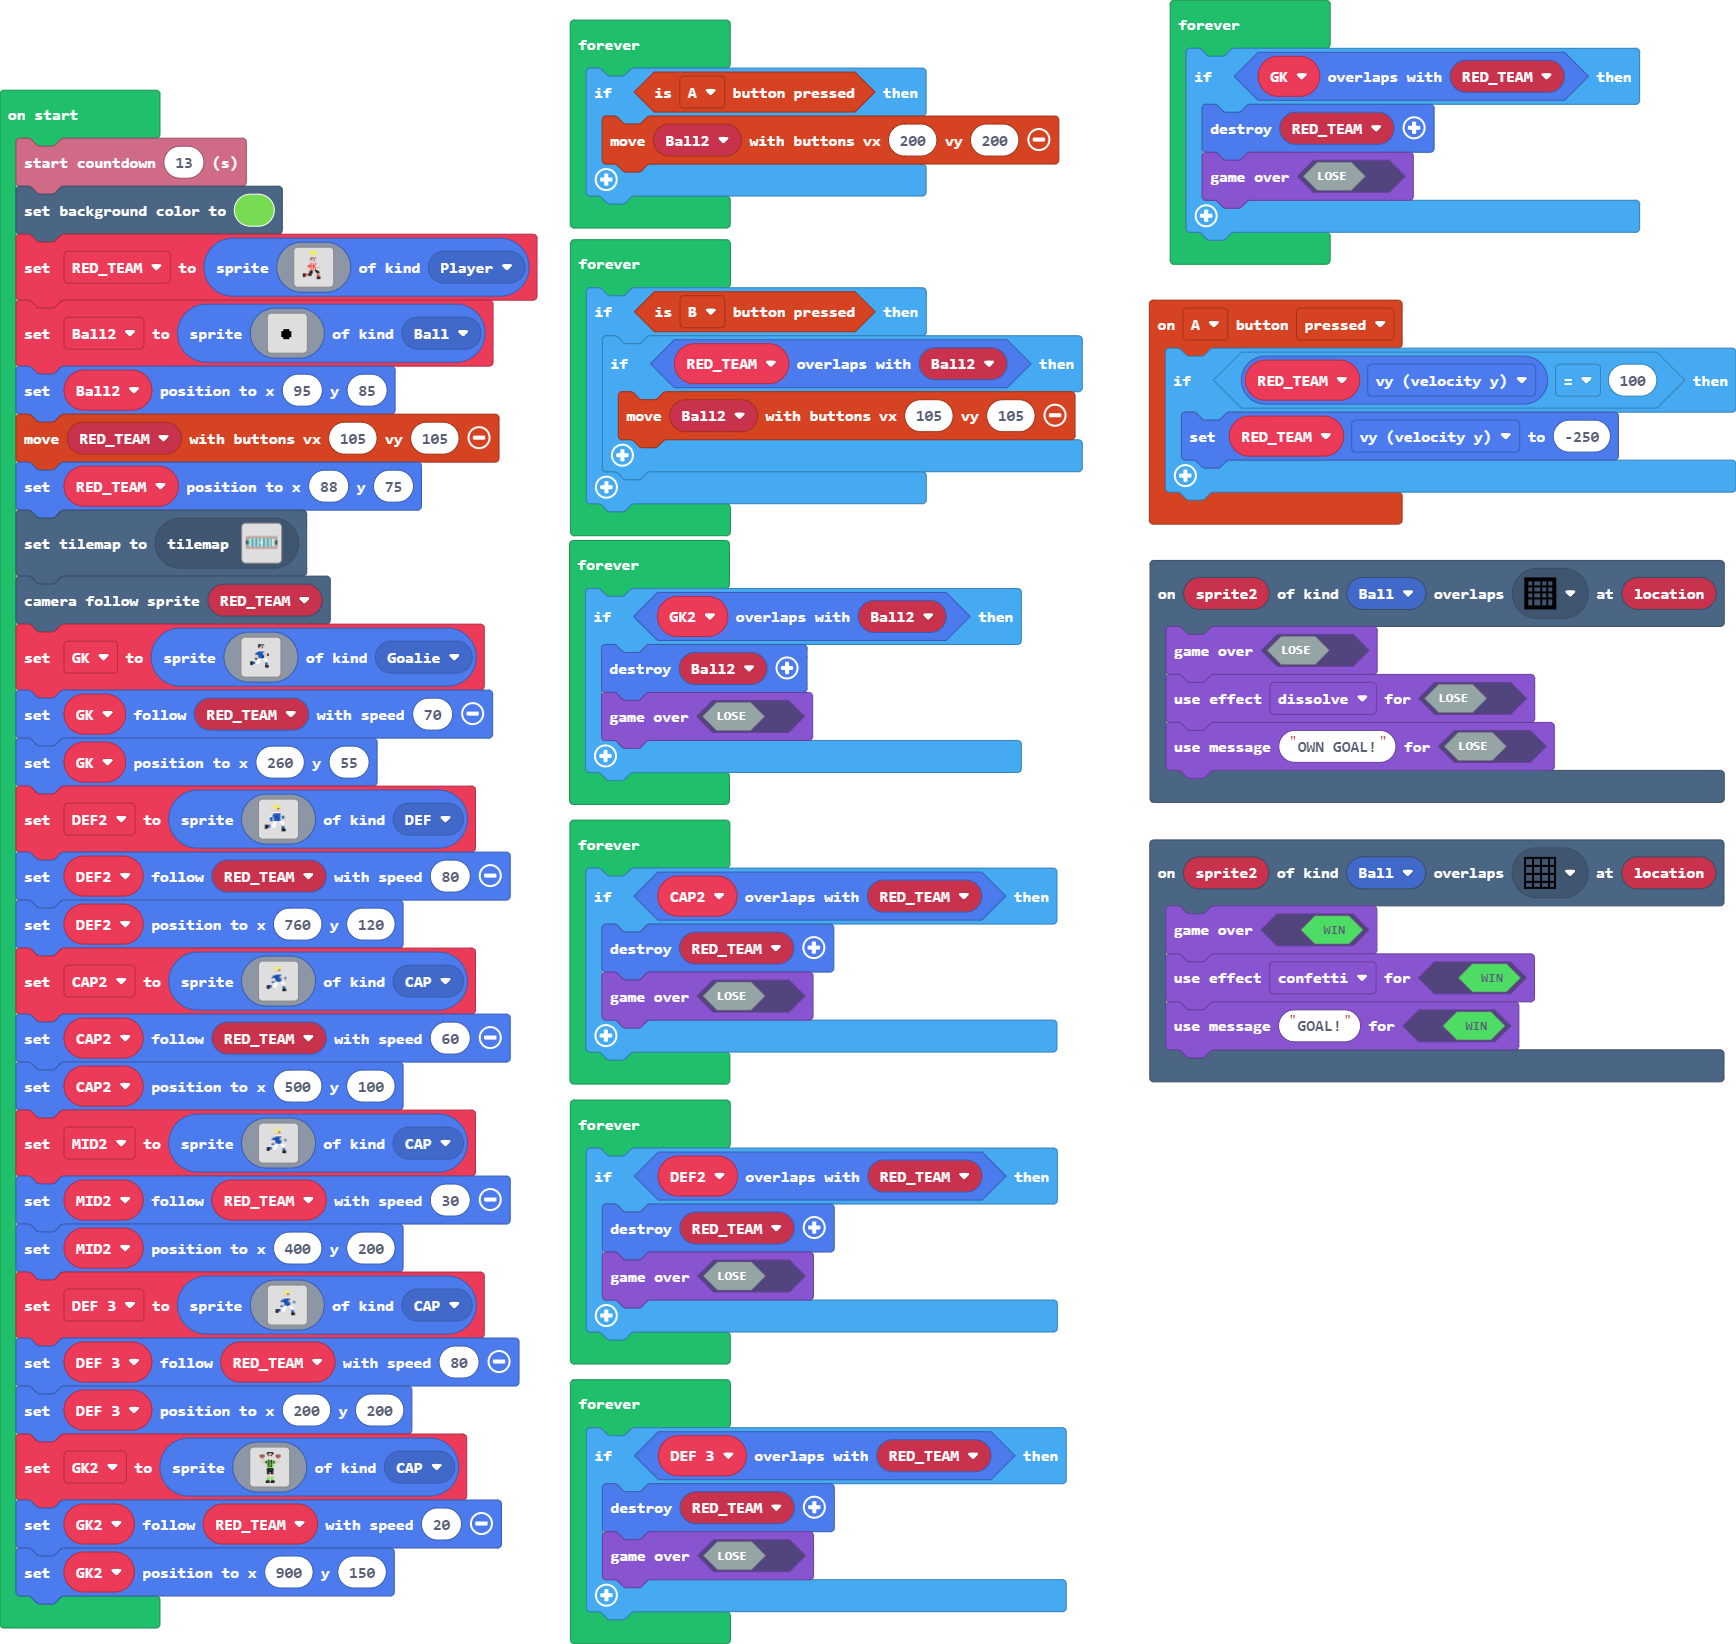 on start
start countdown 13 (s)
set background color to
set RED_TEAM to sprite of kind Player
set Ball2 to sprite of kind Ball
set Ball2 position to x 95 y 85
move RED_TEAM with buttons vx 105 vy 105
set RED_TEAM position to x 88 y 75
set tilemap to tilemap
camera follow sprite RED_TEAM
set GK to sprite of kind Goalie
set GK follow RED_TEAM with speed 70
set GK position to x 260 y 55
set DEF2 to sprite of kind DEF
set DEF2 follow RED_TEAM with speed 80
set DEF2 position to x 760 y 120
set CAP2 to sprite of kind CAP
set CAP2 follow RED_TEAM with speed 60
set CAP2 position to x 500 y 100
set MID2 to sprite of kind CAP
set MID2 follow RED_TEAM with speed 30
set MID2 position to x 400 y 200
set DEF 3 to sprite of kind CAP
set DEF 3 follow RED_TEAM with speed 80
set DEF 3 position to x 200 y 200
set GK2 to sprite of kind CAP
set GK2 follow RED_TEAM with speed 20
set GK2 position to x 900 y 150
forever
if is A button pressed then
move Ball2 with buttons vx 200 vy 200
forever
if is B button pressed then
if RED_TEAM overlaps with Ball2 then
move Ball2 with buttons vx 105 vy 105
forever
if GK2 overlaps with Ball2 then
destroy Ball2
game over LOSE
forever
if CAP2 overlaps with RED_TEAM then
destroy RED_TEAM
game over LOSE
forever
if DEF2 overlaps with RED_TEAM then
destroy RED_TEAM
game over LOSE
forever
if DEF 3 overlaps with RED_TEAM then
destroy RED_TEAM
game over LOSE
forever
if GK overlaps with RED_TEAM then
destroy RED_TEAM
game over LOSE
on A button pressed
if RED_TEAM vy (velocity y) = 100 then
set RED_TEAM vy (velocity y) to -250
on sprite2 of kind Ball overlaps at location
game over LOSE
use effect dissolve for LOSE
use message "OWN GOAL!" for LOSE
on sprite2 of kind Ball overlaps at location
game over WIN
use effect confetti for WIN
use message "GOAL!" for WIN